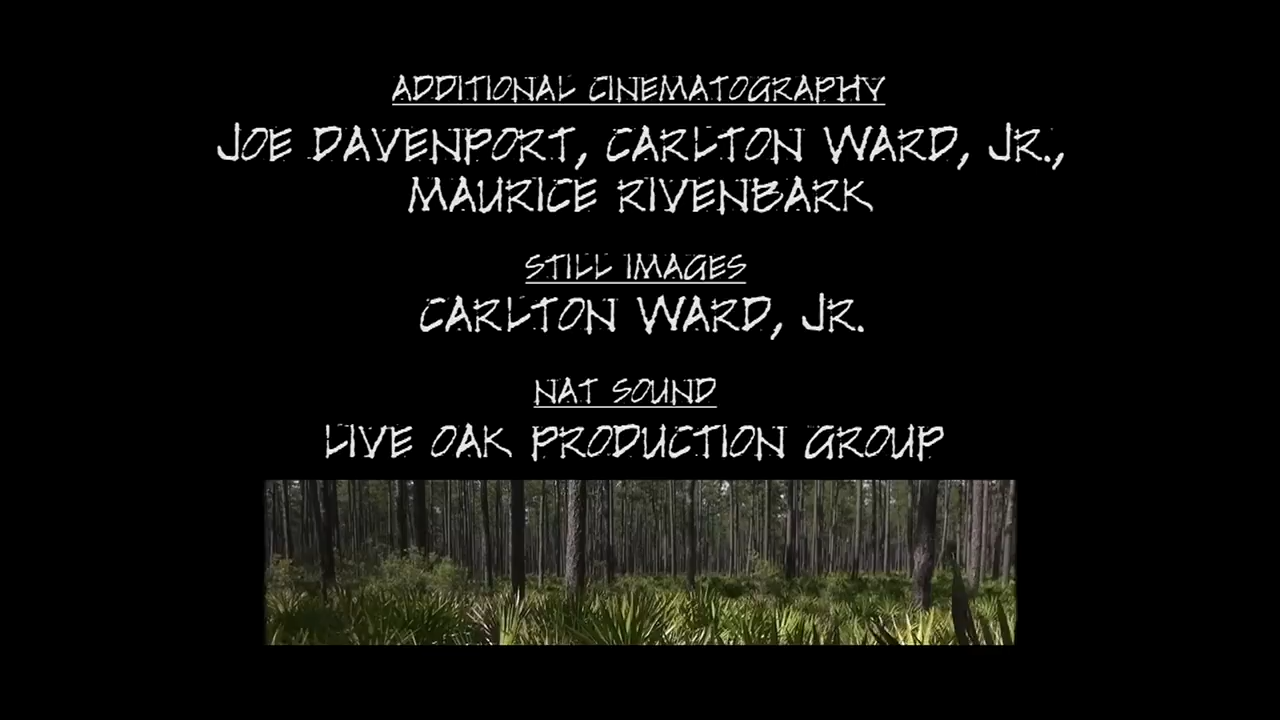 ADDITIONAL CINEMATOGRAPHY
JOE DAVENPORT, CARLTON WARD, JR.,
MAURICE RIVENBARK
STILL IMAGES
CARLTON WARD, JR.
NAT SOUND
LIVE OAK PRODUCTION GROUP